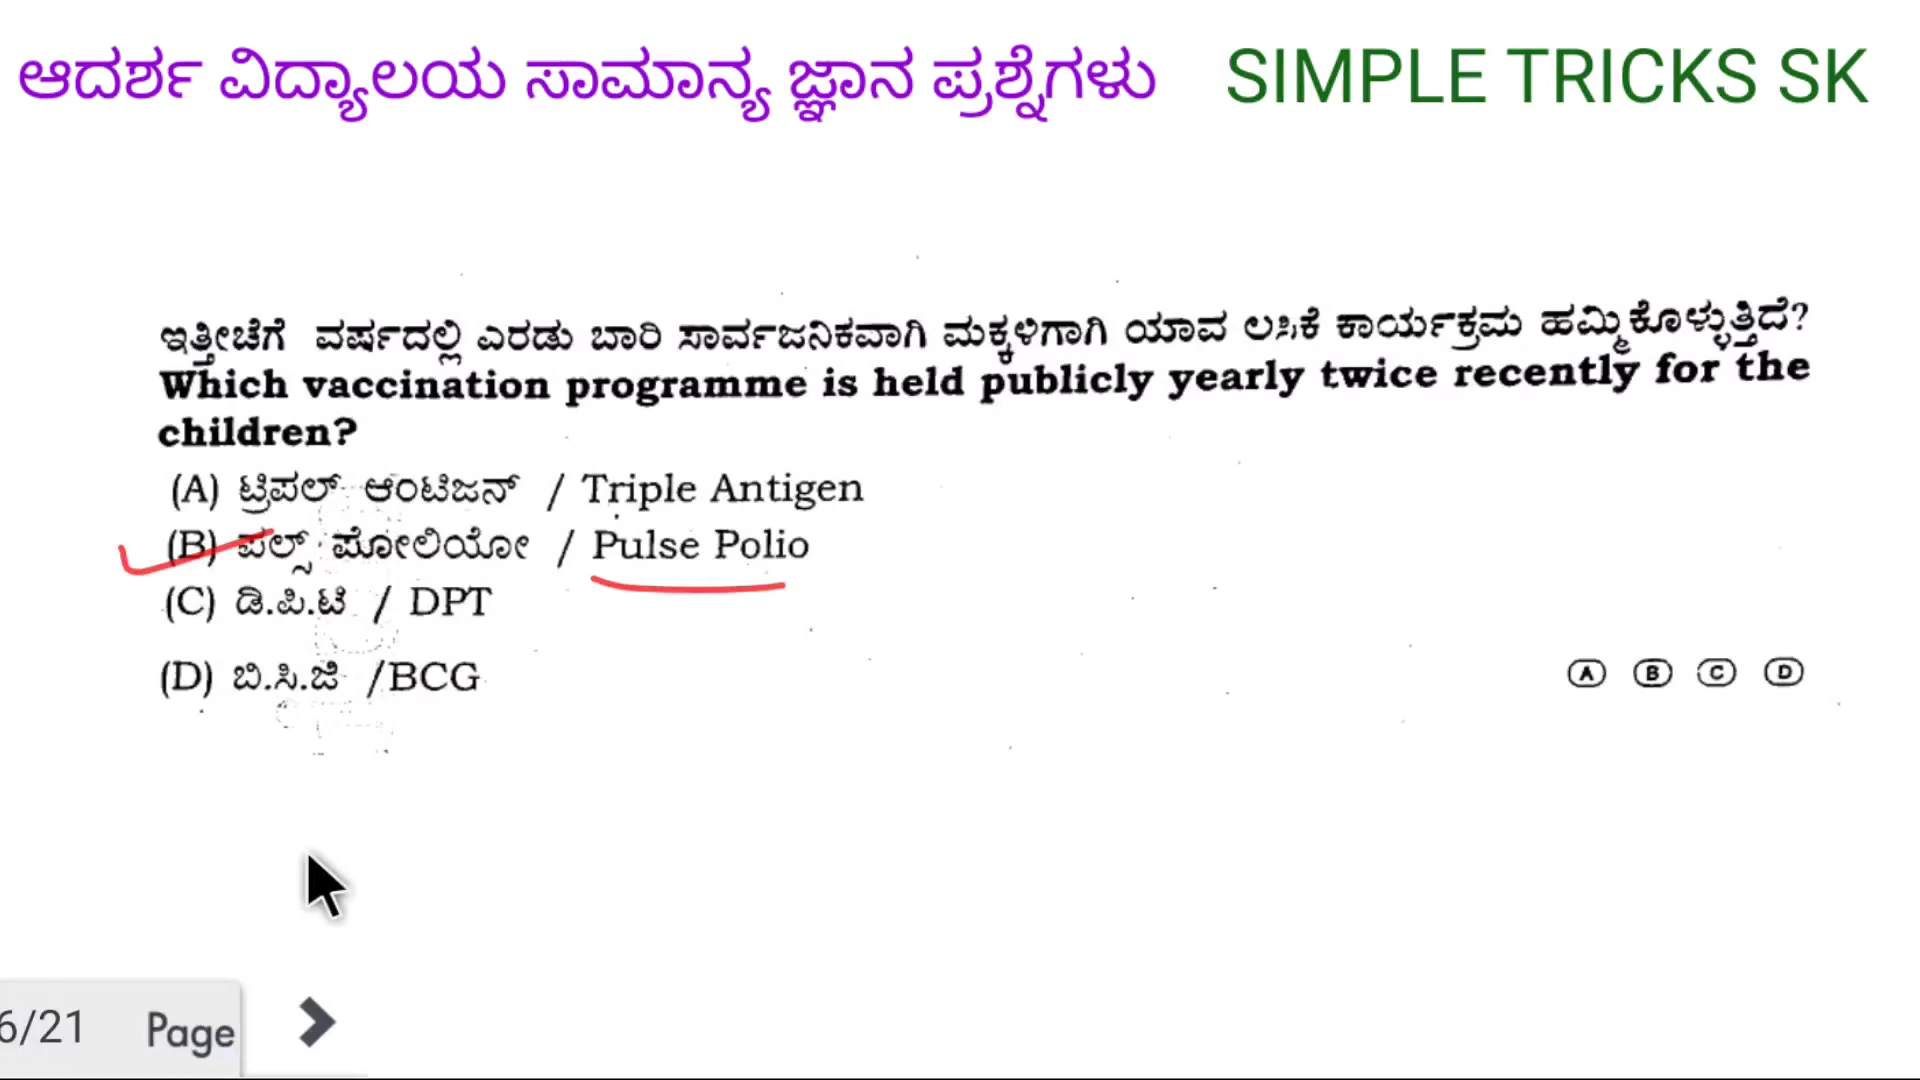 ಆದರ್ಶ ವಿದ್ಯಾಲಯ ಸಾಮಾನ್ಯ ಜ್ಞಾನ ಪ್ರಶ್ನೆಗಳು SIMPLE TRICKS SK
ಇತ್ತೀಚೆಗೆ ವರ್ಷದಲ್ಲಿ ಎರಡು ಬಾರಿ ಸಾರ್ವಜನಿಕವಾಗಿ ಮಕ್ಕಳಿಗಾಗಿ ಯಾವ ಲಸಿಕೆ ಕಾರ್ಯಕ್ರಮ ಹಮ್ಮಿಕೊಳ್ಳುತ್ತಿದೆ?
Which vaccination programme is held publicly yearly twice recently for the
children?
(A) ಟ್ರಿಪಲ್ ಆಂಟಿಜನ್ / Triple Antigen
(B) ಪಲ್ಸ್ ಪೋಲಿಯೋ / Pulse Polio
(C) ಡಿ.ಪಿ.ಟಿ / DPT
(D) ಬಿ.ಸಿ.ಜಿ /BCG
A B C D
6/21 Page